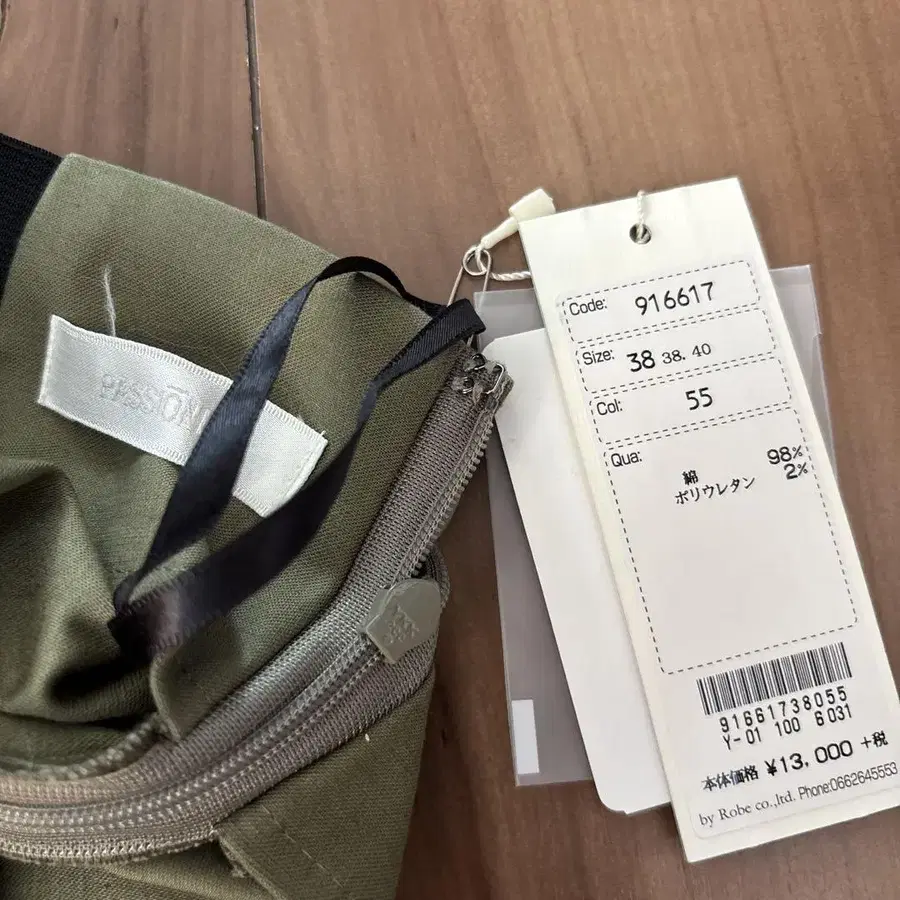 PASSION
Code: 916617
Size: 38 38. 40
Col: 55
Qua:
綿 98%
ポリウレタン 2%
91661738055
Y-01 100 6031
本体価格 ¥13,000 +税
by Robe co.,ltd. Phone:0662645553